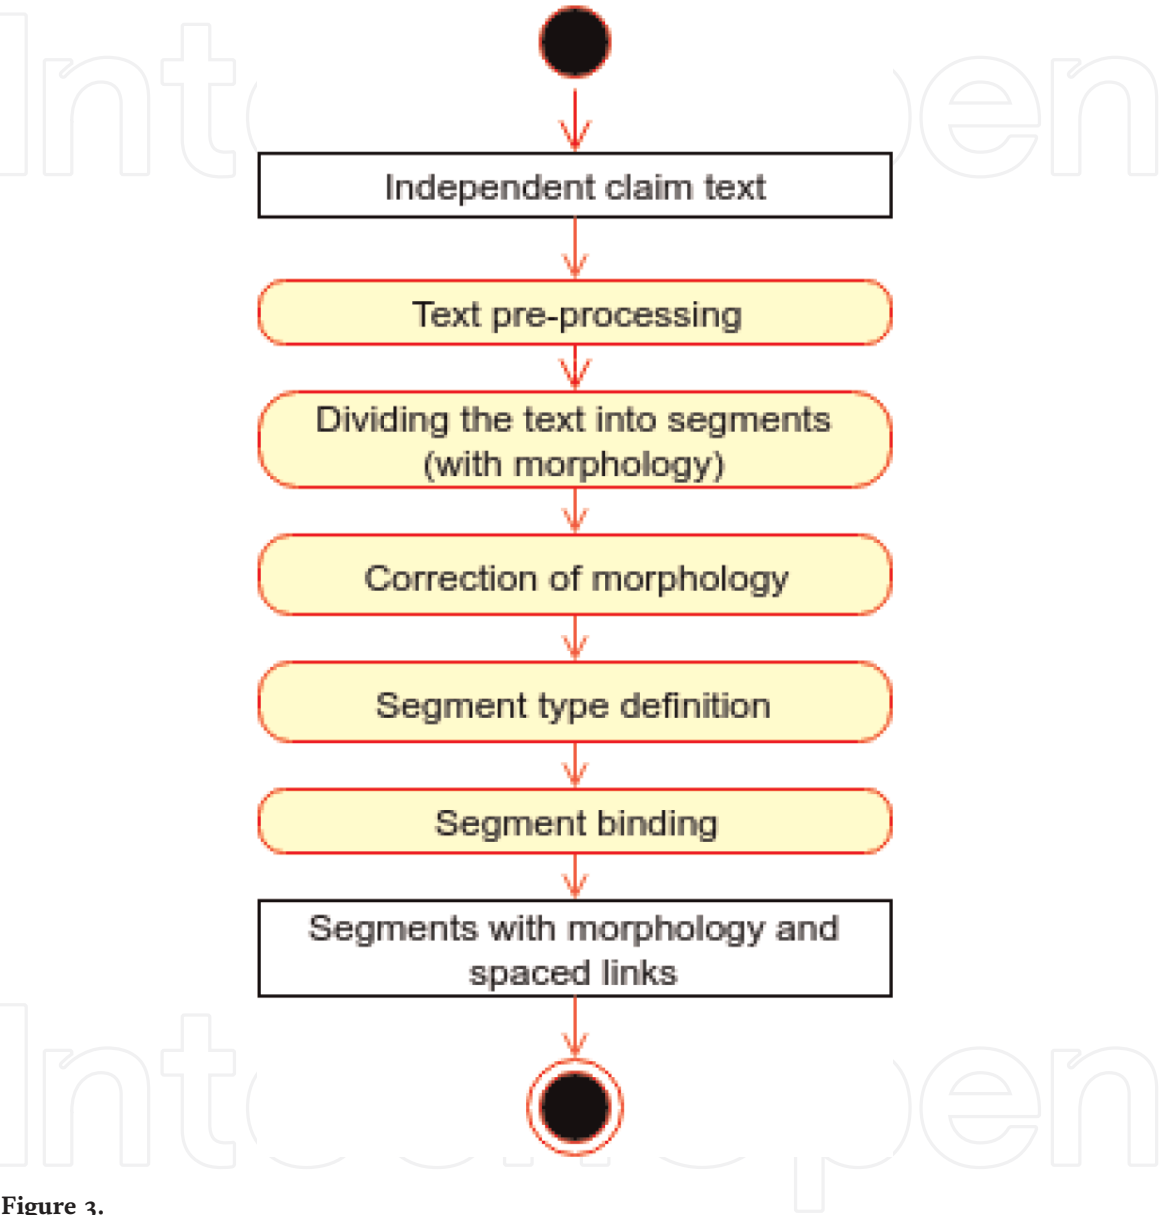 Independent claim text
Text pre-processing
Dividing the text into segments
(with morphology)
Correction of morphology
Segment type definition
Segment binding
Segments with morphology and
spaced links
Figure 3.